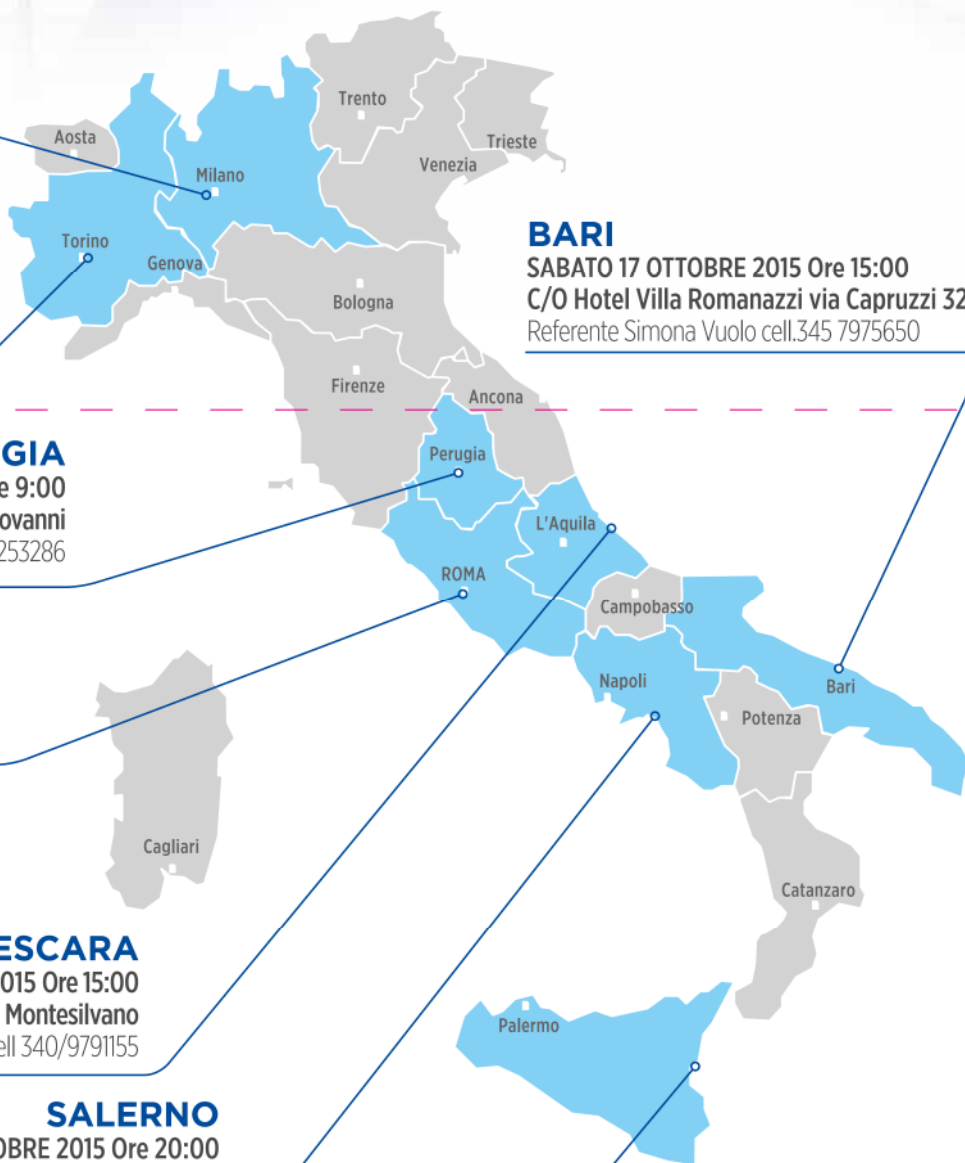 Trento
Aosta
Trieste
Venezia
Milano
Torino
Genova
Bologna
BARI
SABATO 17 OTTOBRE 2015 Ore 15:00
C/O Hotel Villa Romanazzi via Capruzzi 32
Referente Simona Vuolo cell.345 7975650
Firenze
Ancona
GIA
e 9:00
ovanni
253286
Perugia
L'Aquila
ROMA
Campobasso
Napoli
Bari
Potenza
Cagliari
Catanzaro
ESCARA
015 Ore 15:00
Montesilvano
ell 340/9791155
Palermo
SALERNO
OBRE 2015 Ore 20:00